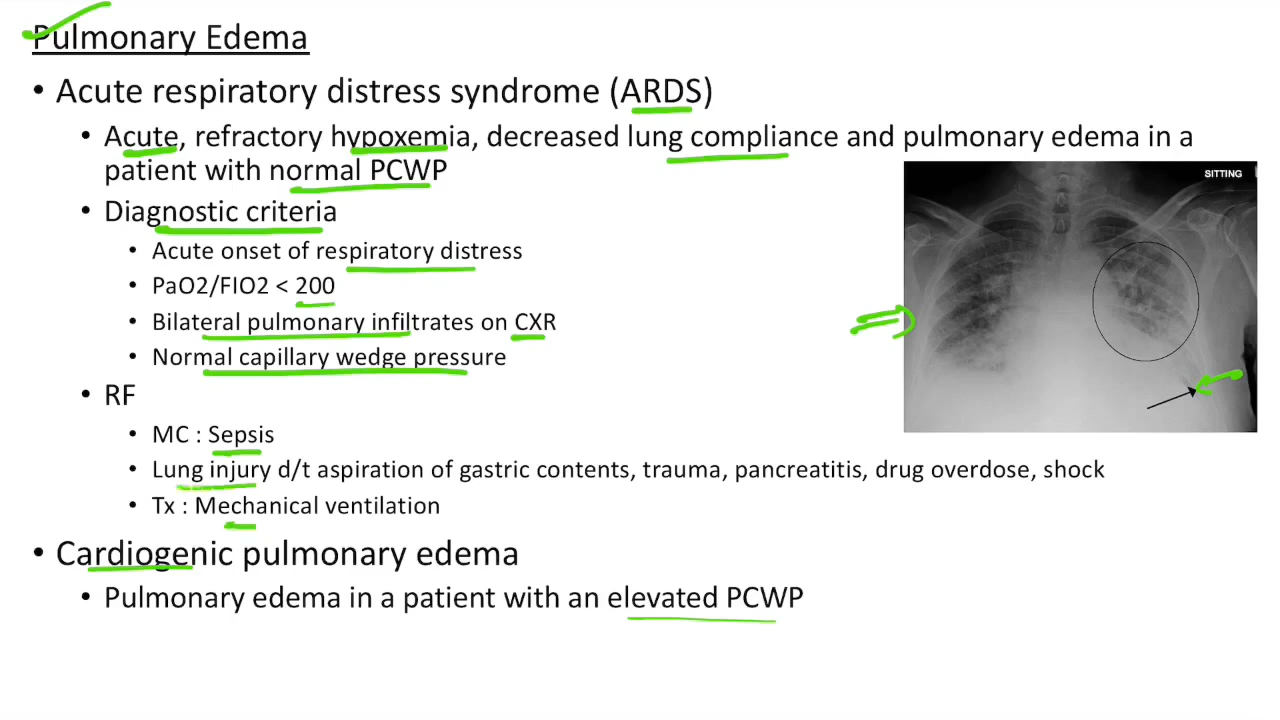 Pulmonary Edema
• Acute respiratory distress syndrome (ARDS)
• Acute, refractory hypoxemia, decreased lung compliance and pulmonary edema in a
patient with normal PCWP
SITTING
• Diagnostic criteria
• Acute onset of respiratory distress
• PaO2/FIO2 < 200
• Bilateral pulmonary infiltrates on CXR
• Normal capillary wedge pressure
• RF
• MC : Sepsis
• Lung injury d/t aspiration of gastric contents, trauma, pancreatitis, drug overdose, shock
• Tx : Mechanical ventilation
• Cardiogenic pulmonary edema
• Pulmonary edema in a patient with an elevated PCWP